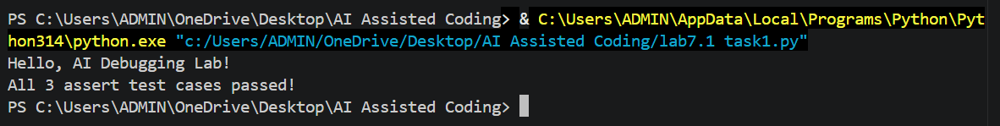 PS C:\Users\ADMIN\OneDrive\Desktop\AI Assisted Coding> & C:\Users\ADMIN\AppData\Local\Programs\Python\Pyt
hon314\python.exe "c:/Users/ADMIN/OneDrive/Desktop/AI Assisted Coding/lab7.1 task1.py"
Hello, AI Debugging Lab!
All 3 assert test cases passed!
PS C:\Users\ADMIN\OneDrive\Desktop\AI Assisted Coding>